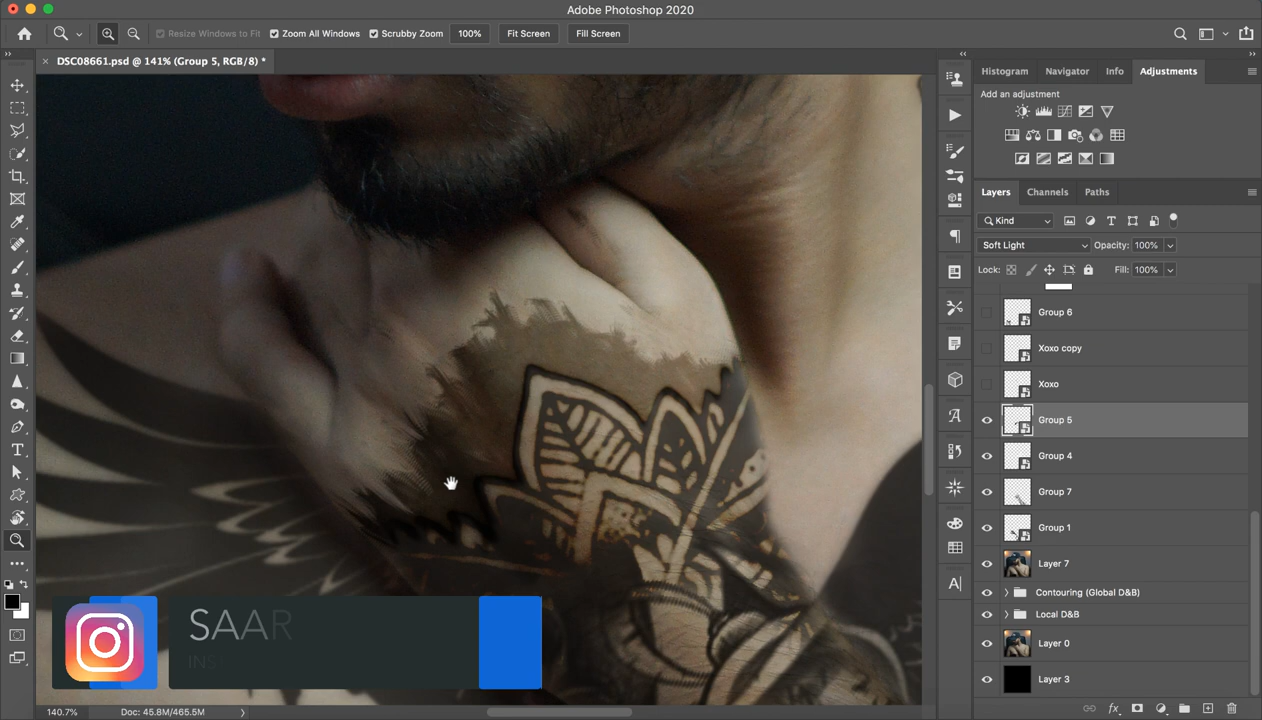 Adobe Photoshop 2020
Resize Windows to Fit
Zoom All Windows
Scrubby Zoom
100%
Fit Screen
Fill Screen
DSC08661.psd @ 141% (Group 5, RGB/8) *
Histogram
Navigator
Info
Adjustments
Add an adjustment
Layers
Channels
Paths
Kind
Soft Light
Opacity: 100%
Lock:
Fill: 100%
Group 6
Xoxo copy
Xoxo
Group 5
Group 4
Group 7
Group 1
Layer 7
Contouring (Global D&B)
Local D&B
Layer 0
Layer 3
SAAR
INS
140.7%
Doc: 45.8M/465.5M